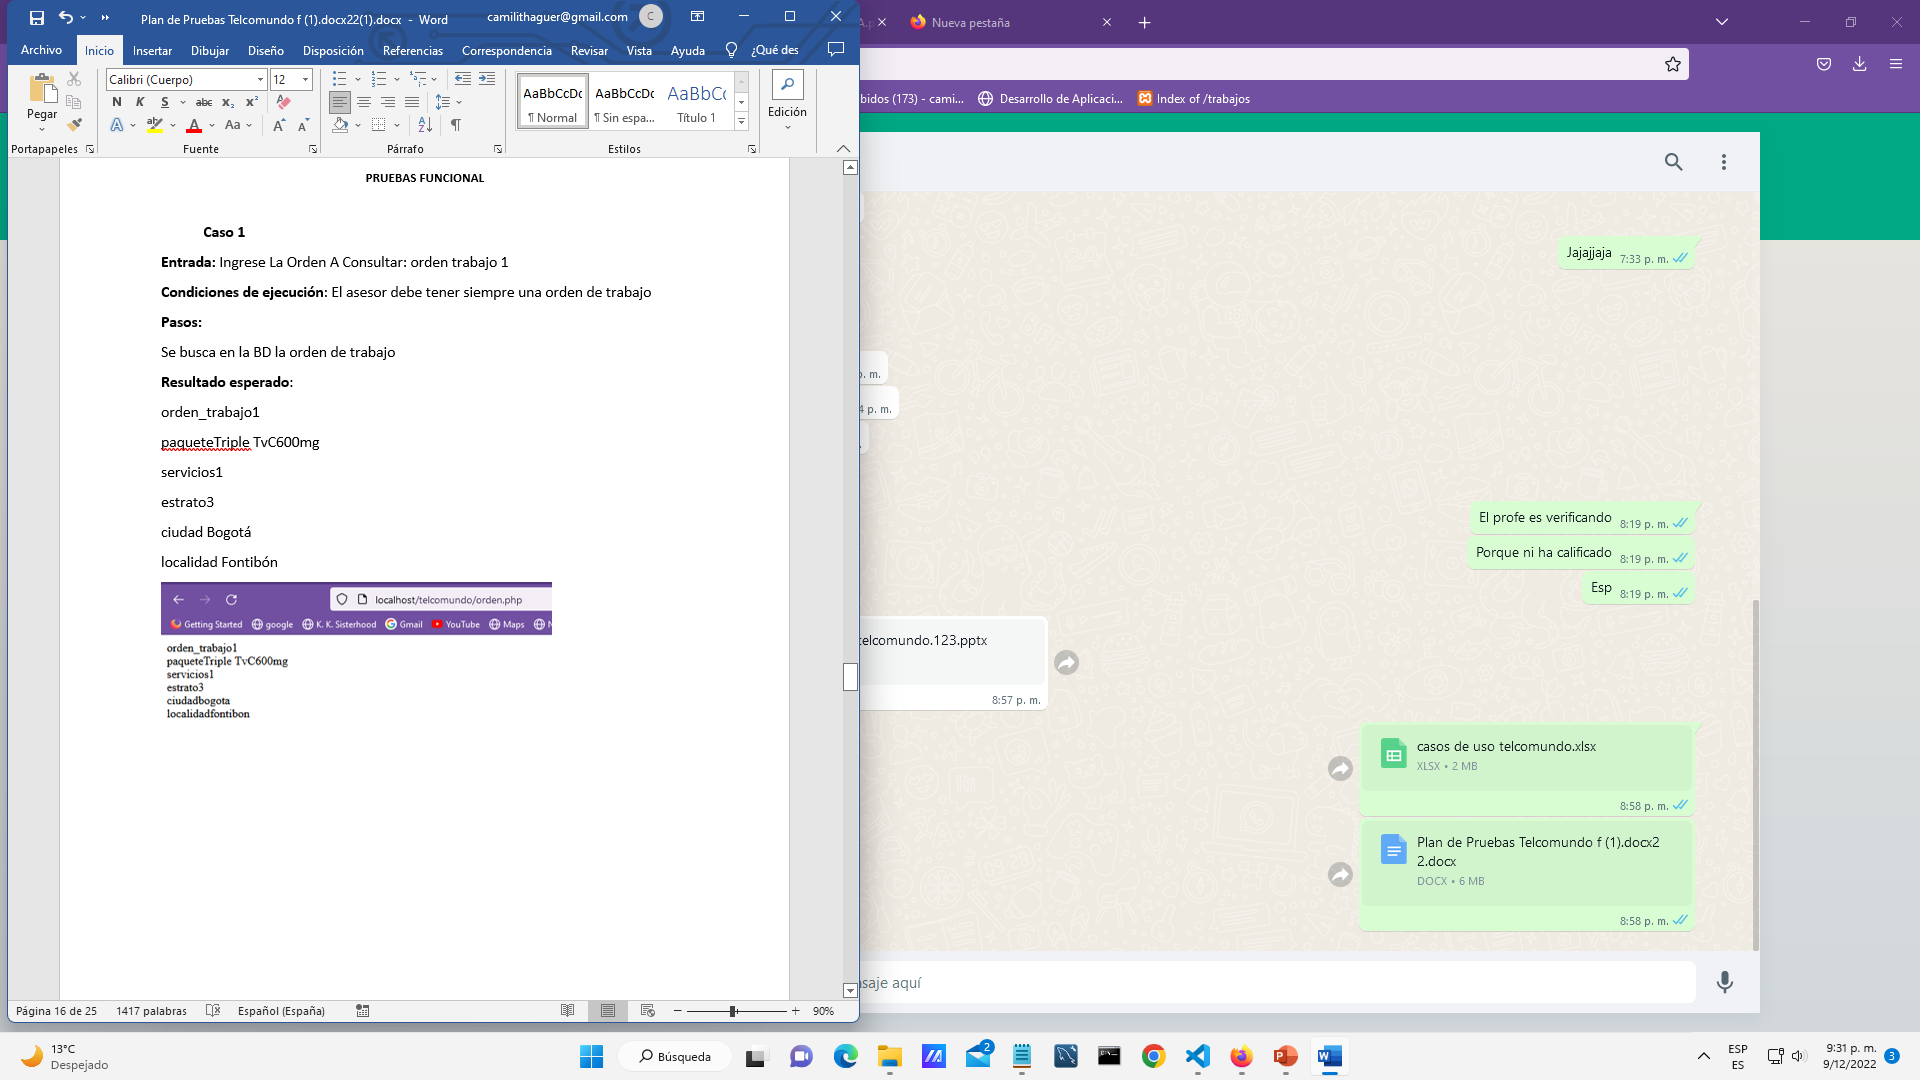 Plan de Pruebas Telcomundo f (1).docx22(1).docx - Word
camilithaguer@gmail.com
C
Archivo
Inicio
Insertar
Dibujar
Diseño
Disposición
Referencias
Correspondencia
Revisar
Vista
Ayuda
¿Qué des
Pegar
Calibri (Cuerpo)
12
N K S abc x₂ x²
A Aa A A
AaBbCcDc
¶ Normal
AaBbCcDc
¶ Sin espa...
AaBbCc
Título 1
Edición
Portapapeles
Fuente
Párrafo
Estilos
PRUEBAS FUNCIONAL
Caso 1
Entrada: Ingrese La Orden A Consultar: orden trabajo 1
Condiciones de ejecución: El asesor debe tener siempre una orden de trabajo
Pasos:
Se busca en la BD la orden de trabajo
Resultado esperado:
orden_trabajo1
paqueteTriple TvC600mg
servicios1
estrato3
ciudad Bogotá
localidad Fontibón
localhost/telcomundo/orden.php
Getting Started
google
K. K. Sisterhood
Gmail
YouTube
Maps
orden_trabajo1
paqueteTriple TvC600mg
servicios1
estrato3
ciudadbogota
localidadfontibon
Página 16 de 25
1417 palabras
Español (España)
90%
Nueva pestaña
bidos (173) - cami...
Desarrollo de Aplicaci...
Index of /trabajos
Jajajjaja 7:33 p. m.
p. m.
4 p. m.
El profe es verificando 8:19 p. m.
Porque ni ha calificado 8:19 p. m.
Esp 8:19 p. m.
telcomundo.123.pptx
8:57 p. m.
casos de uso telcomundo.xlsx
XLSX • 2 MB
8:58 p. m.
Plan de Pruebas Telcomundo f (1).docx2
2.docx
DOCX • 6 MB
8:58 p. m.
saje aquí
13°C
Despejado
Búsqueda
2
ESP
ES
9:31 p. m.
9/12/2022
3